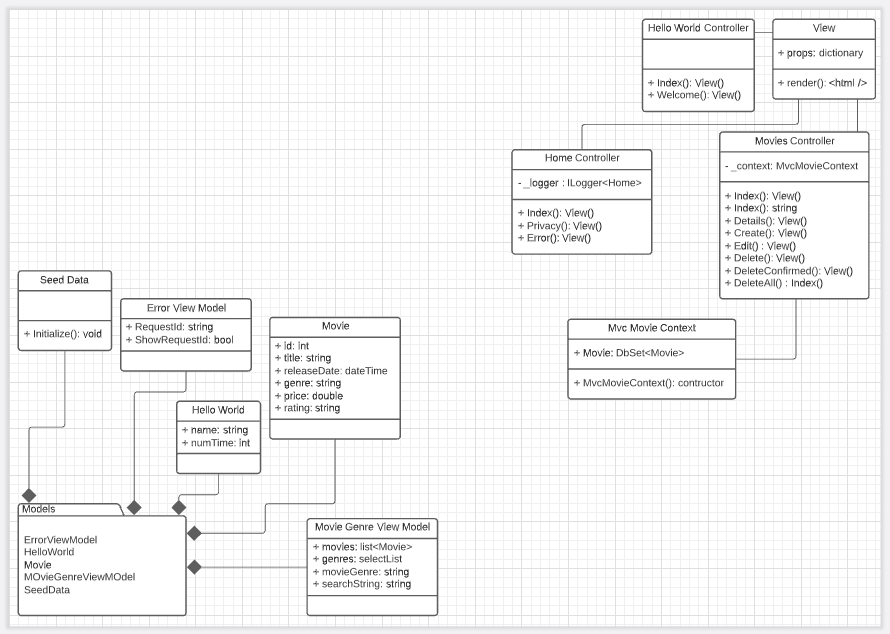 Hello World Controller
+ Index(): View()
+ Welcome(): View()
View
+ props: dictionary
+ render(): <html />
Home Controller
- _logger : ILogger<Home>
+ Index(): View()
+ Privacy(): View()
+ Error(): View()
Movies Controller
- _context: MvcMovieContext
+ Index(): View()
+ Index(): string
+ Details(): View()
+ Create(): View()
+ Edit() : View()
+ Delete(): View()
+ DeleteConfirmed(): View()
+ DeleteAll() : Index()
Seed Data
+ Initialize(): void
Error View Model
+ RequestId: string
+ ShowRequestId: bool
Movie
+ id: int
+ title: string
+ releaseDate: dateTime
+ genre: string
+ price: double
+ rating: string
Mvc Movie Context
+ Movie: DbSet<Movie>
+ MvcMovieContext(): contructor
Hello World
+ name: string
+ numTime: int
Models
ErrorViewModel
HelloWorld
Movie
MOvieGenreViewMOdel
SeedData
Movie Genre View Model
+ movies: list<Movie>
+ genres: selectList
+ movieGenre: string
+ searchString: string